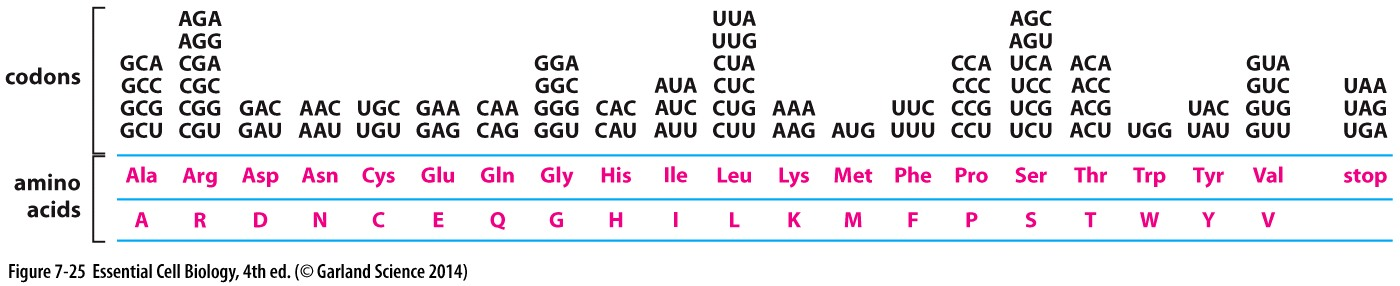 AGA UUA AGC
AGG UUG AGU
GCA CGA GGA CUA CCA UCA ACA GUA
codons GCC CGC GGC AUA CUC CCC UCC ACC GUC UAA
GCG CGG GAC AAC UGC GAA CAA GGG CAC AUC CUG AAA UUC CCG UCG ACG UAC GUG UAG
GCU CGU GAU AAU UGU GAG CAG GGU CAU AUU CUU AAG AUG UUU CCU UCU ACU UGG UAU GUU UGA
amino acids Ala Arg Asp Asn Cys Glu Gln Gly His Ile Leu Lys Met Phe Pro Ser Thr Trp Tyr Val stop
A R D N C E Q G H I L K M F P S T W Y V
Figure 7-25 Essential Cell Biology, 4th ed. (© Garland Science 2014)